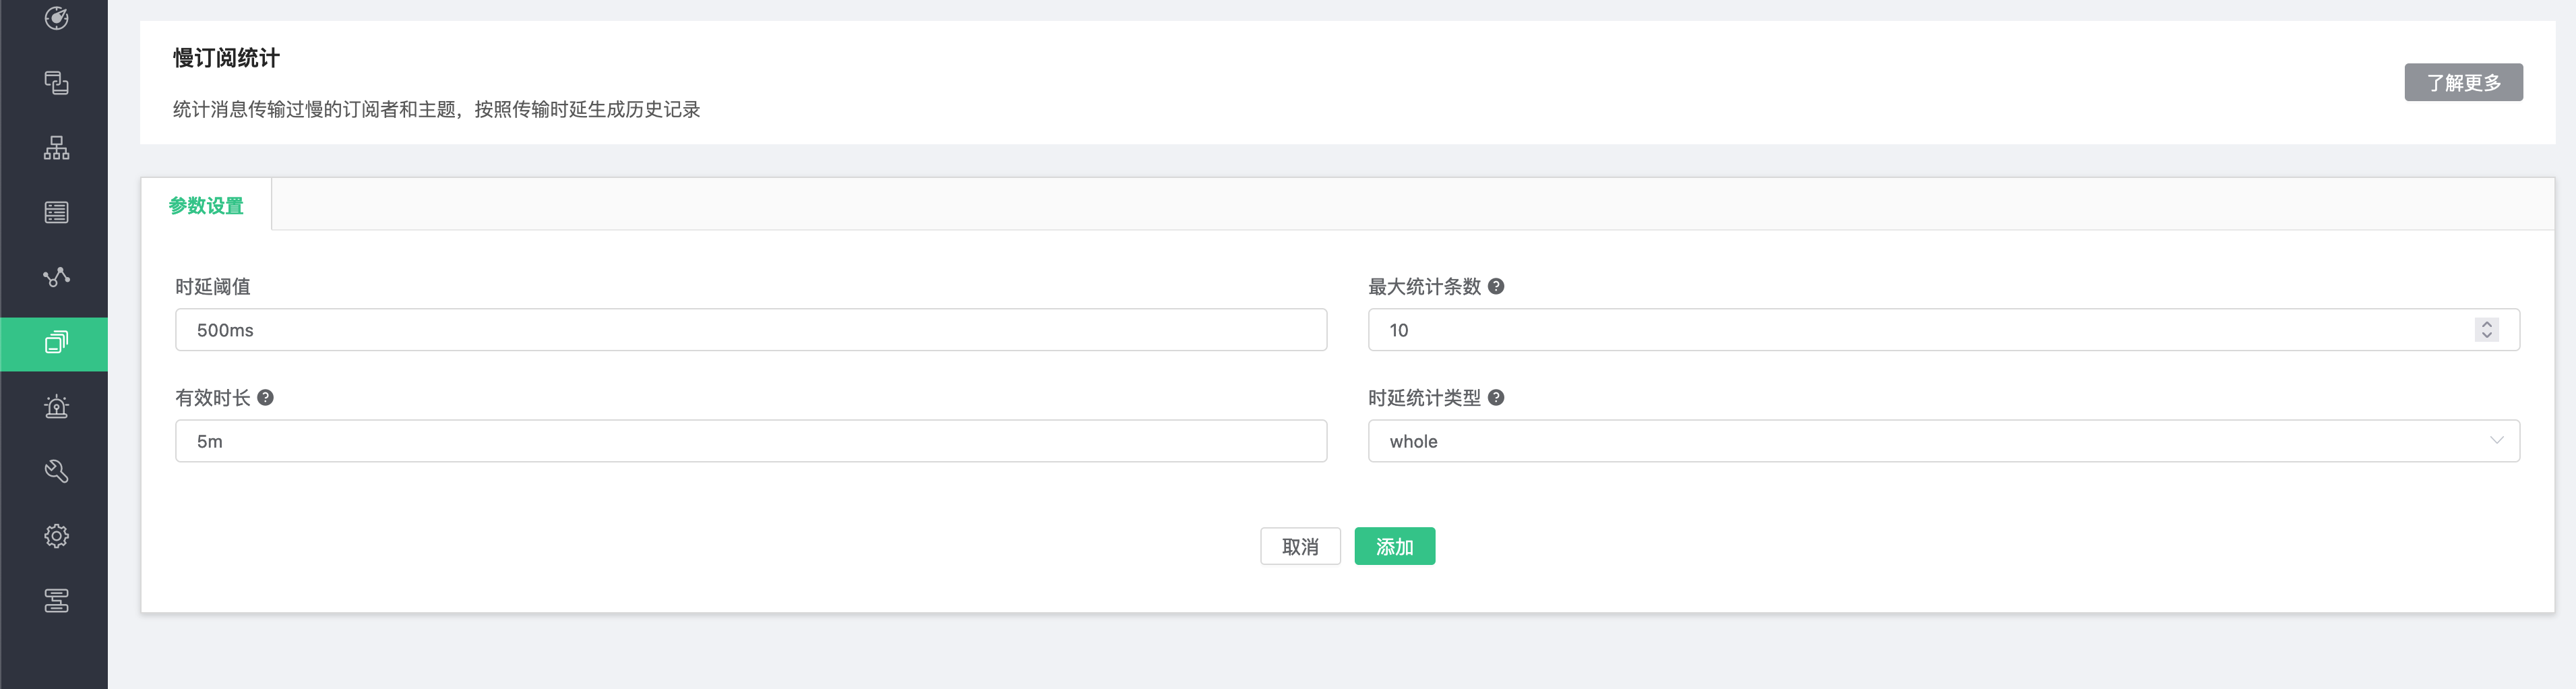 慢订阅统计
统计消息传输过慢的订阅者和主题，按照传输时延生成历史记录
了解更多
参数设置
时延阈值
最大统计条数
500ms
10
有效时长
时延统计类型
5m
whole
取消
添加